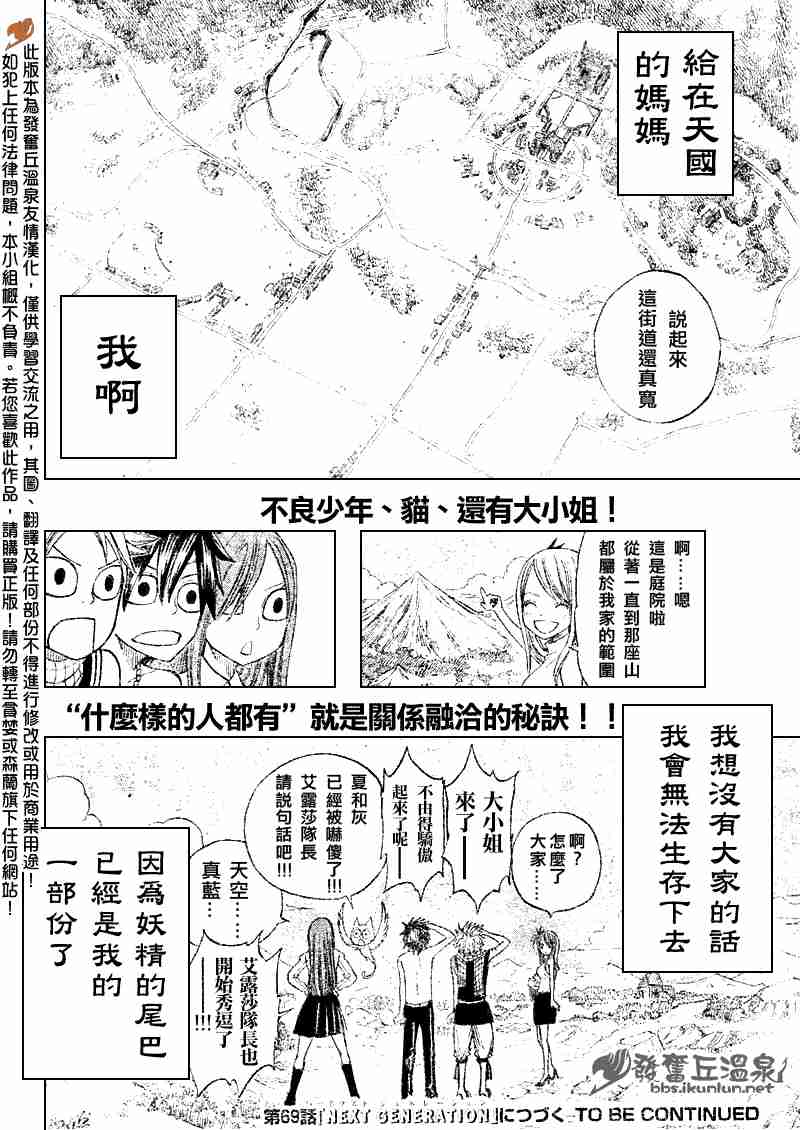 此版本為發奮丘溫泉友情漢化，僅供學習交流之用，其圖、翻譯及任何部份不得進行修改或用於商業用途！
如犯上任何法律問題，本小組概不負責。若您喜歡此作品，請購買正版！請勿轉至貪婪或森蘭旗下任何網站！
給在天國
的媽媽
說起來
這街道還真寬
我
啊
不良少年、貓、還有大小姐！
啊……嗯
這是庭院啦
從著一直到那座山
都屬於我家的範圍
“什麼樣的人都有”就是關係融洽的秘訣！！
我想沒有大家的話
我會無法生存下去
啊？
怎麼了
大家…
大小姐
來了——
不由得驕傲
起來了呢—
夏和灰
已經被嚇傻了!!!
艾露莎隊長
請說句話吧!!!
天空……
真藍…
艾露莎隊長也
開始秀逗了
——!!!
因為妖精的尾巴
已經是我的
一部份了
發奮丘溫泉
bbs.ikunlun.net
第69話「NEXT GENERATION」につづく TO BE CONTINUED